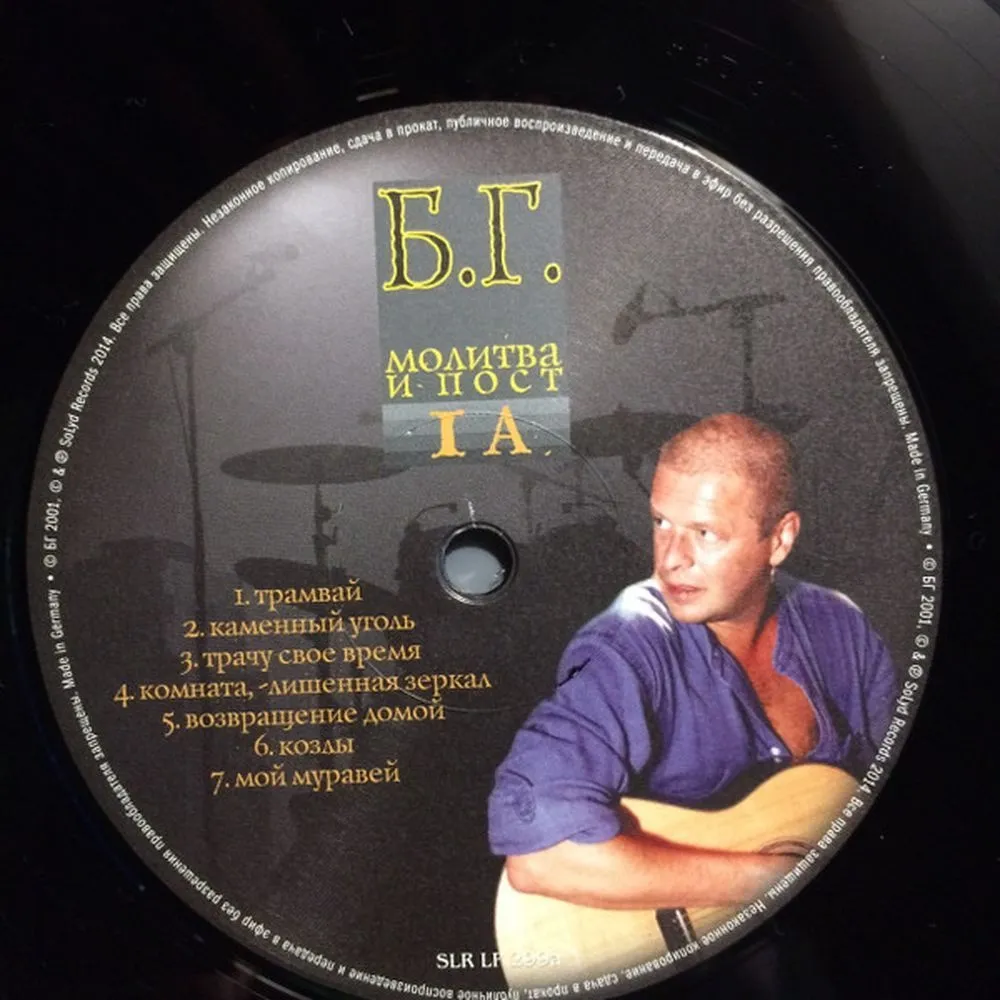 Б.Г.
МОЛИТВА
И ПОСТ
1 А
1. трамвай
2. каменный уголь
3. трачу свое время
4. комната, лишенная зеркал
5. возвращение домой
6. козлы
7. мой муравей
SLR LP
© БГ 2001, © & ℗ SoLyd Records 2014. Все права защищены. Незаконное копирование, сдача в прокат, публичное воспроизведение и передача в эфир без разрешения правообладателя запрещены. Made in Germany •
© БГ 2001, © & ℗ SoLyd Records 2014. Все права защищены. Незаконное копирование, сдача в прокат, публичное воспроизведение и передача в эфир без разрешения правообладателя запрещены. Made in Germany •